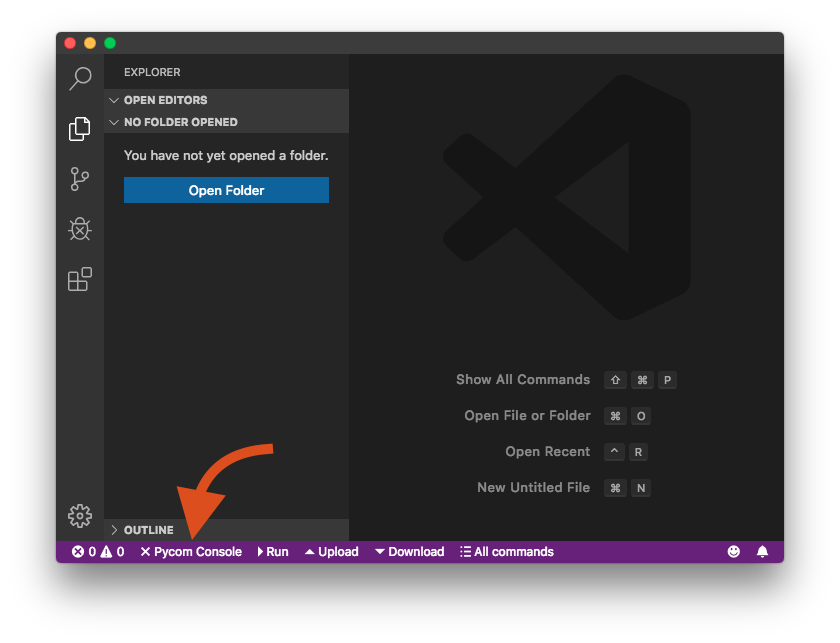 EXPLORER
OPEN EDITORS
NO FOLDER OPENED
You have not yet opened a folder.
Open Folder
Show All Commands ⇧ ⌘ P
Open File or Folder ⌘ O
Open Recent ^ R
New Untitled File ⌘ N
OUTLINE
0 0 Pycom Console Run Upload Download All commands